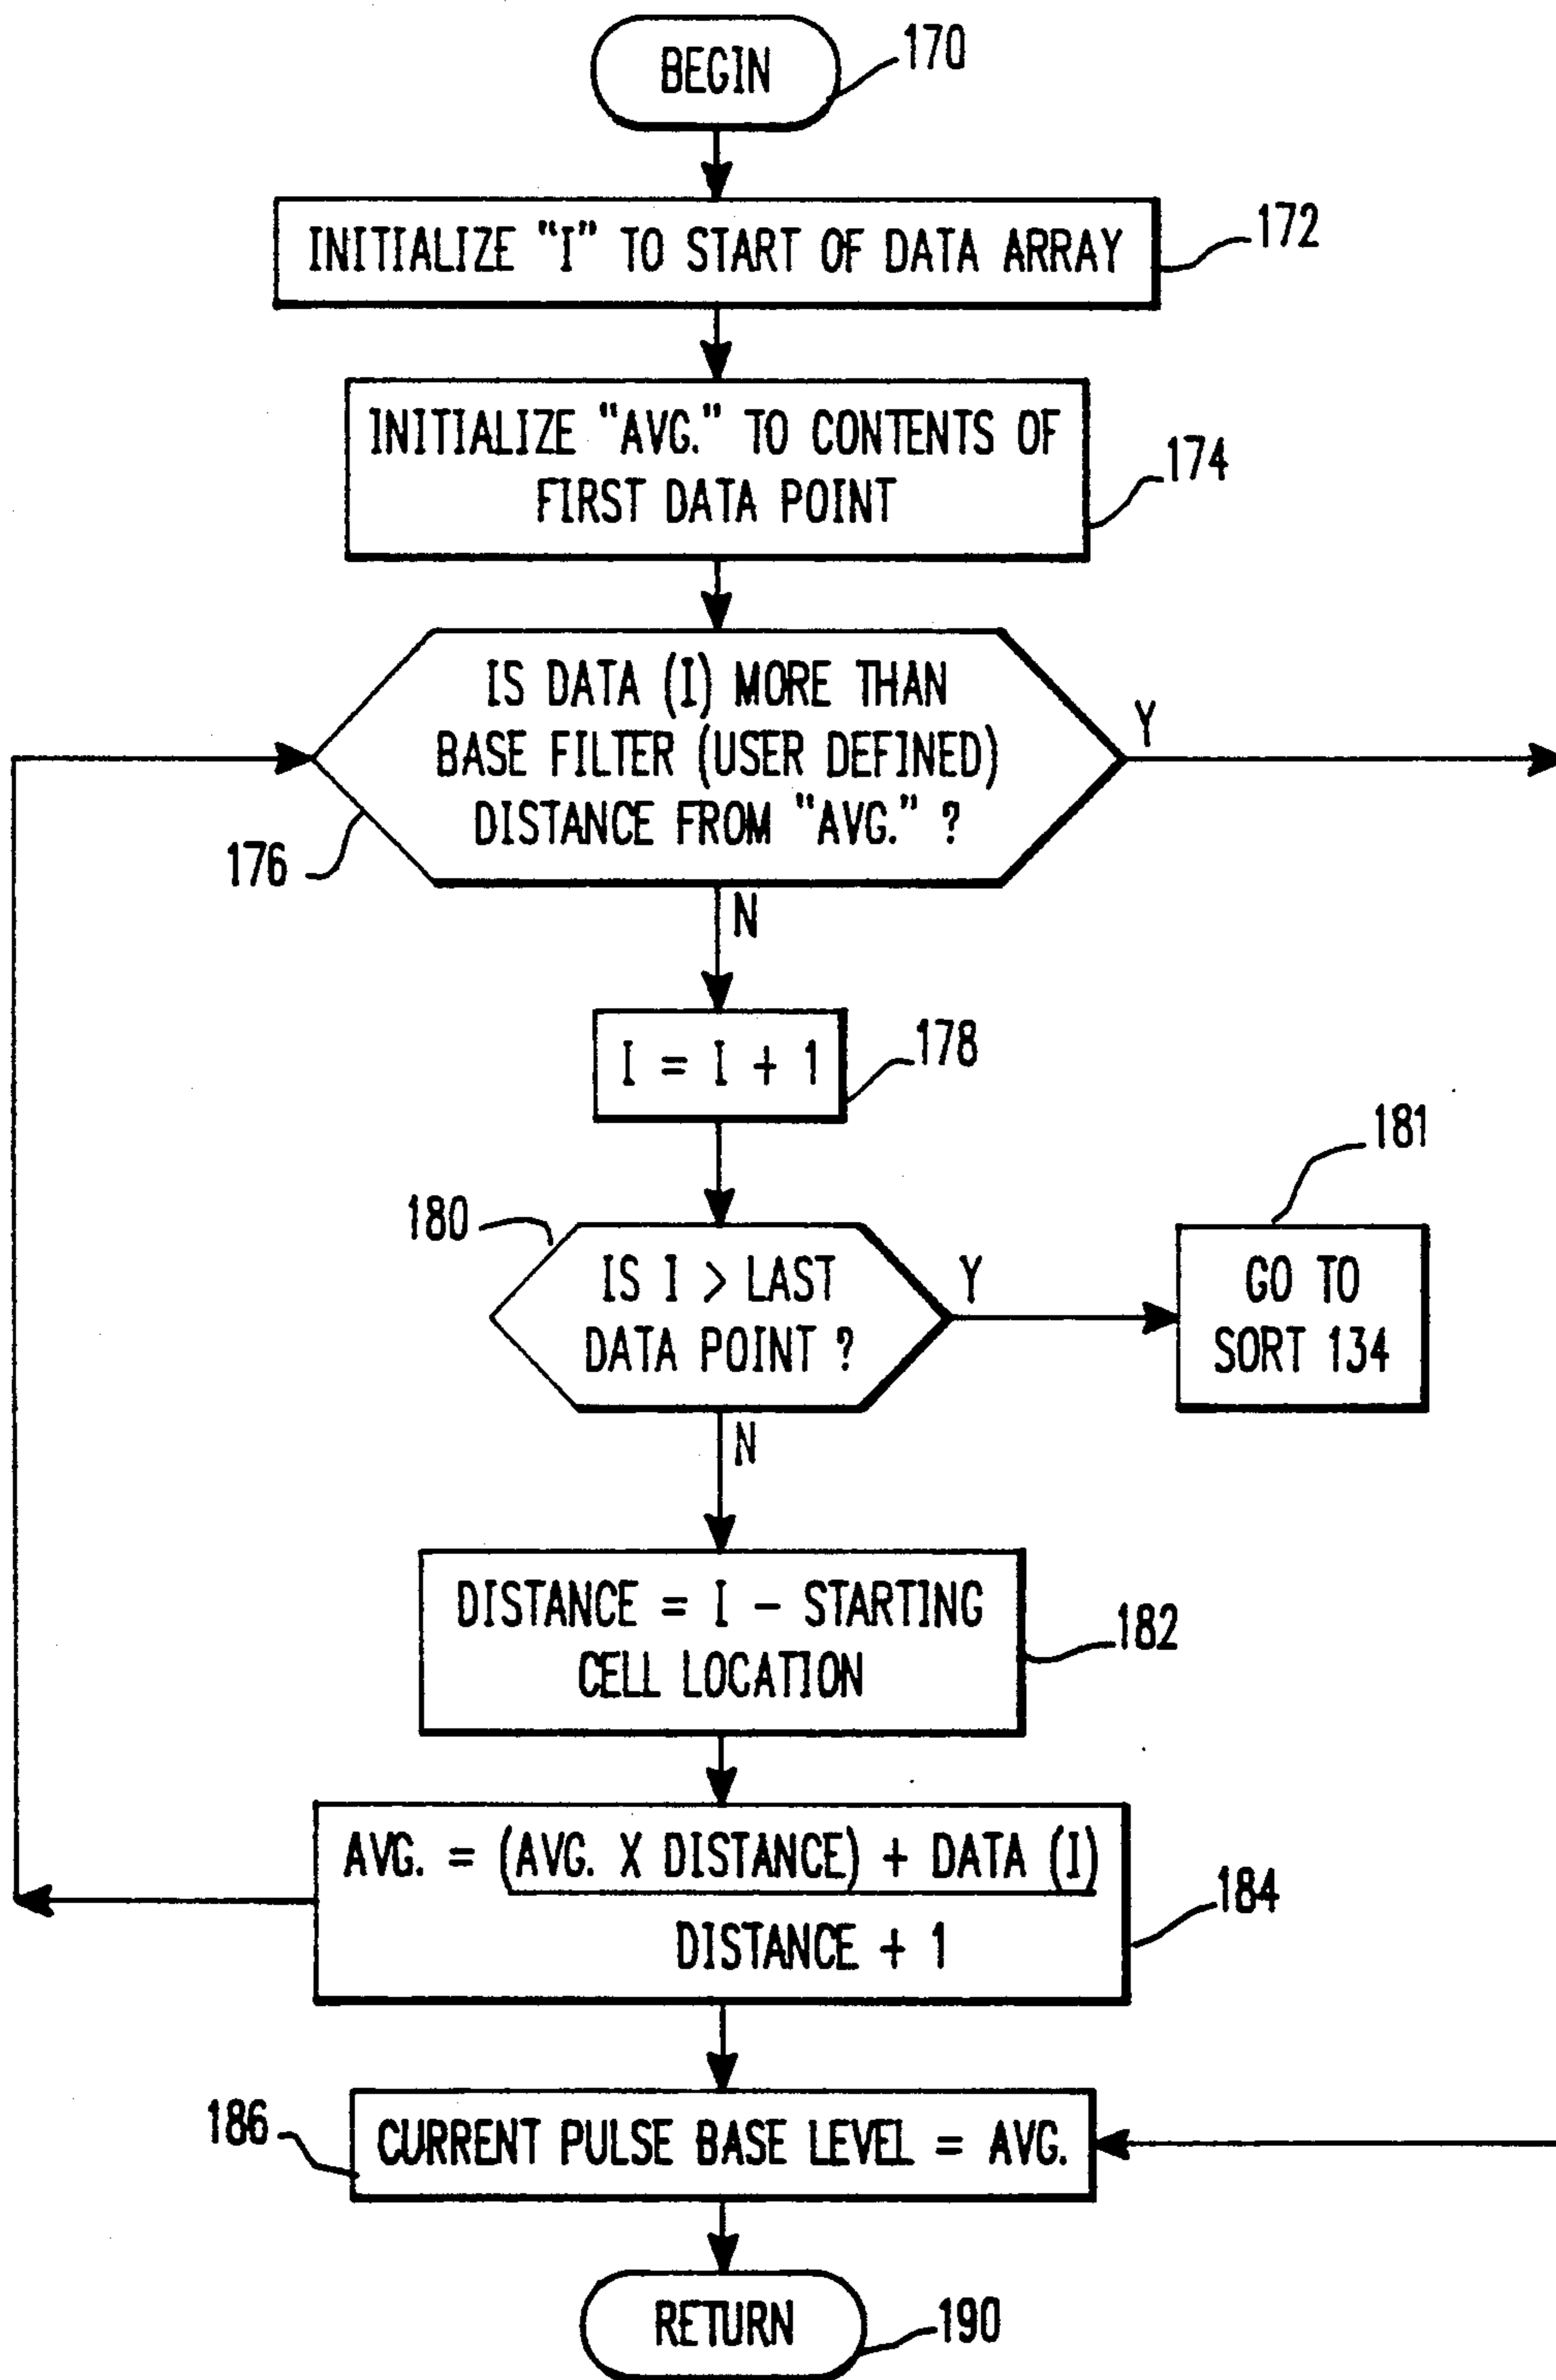 BEGIN
170
INITIALIZE "I" TO START OF DATA ARRAY
172
INITIALIZE "AVG." TO CONTENTS OF
FIRST DATA POINT
174
IS DATA (I) MORE THAN
BASE FILTER (USER DEFINED)
DISTANCE FROM "AVG." ?
Y
176
N
I = I + 1
178
181
180
IS I > LAST
DATA POINT ?
Y
GO TO
SORT 134
N
DISTANCE = I - STARTING
CELL LOCATION
182
AVG. = (AVG. X DISTANCE) + DATA (I)
DISTANCE + 1
184
186
CURRENT PULSE BASE LEVEL = AVG.
RETURN
190